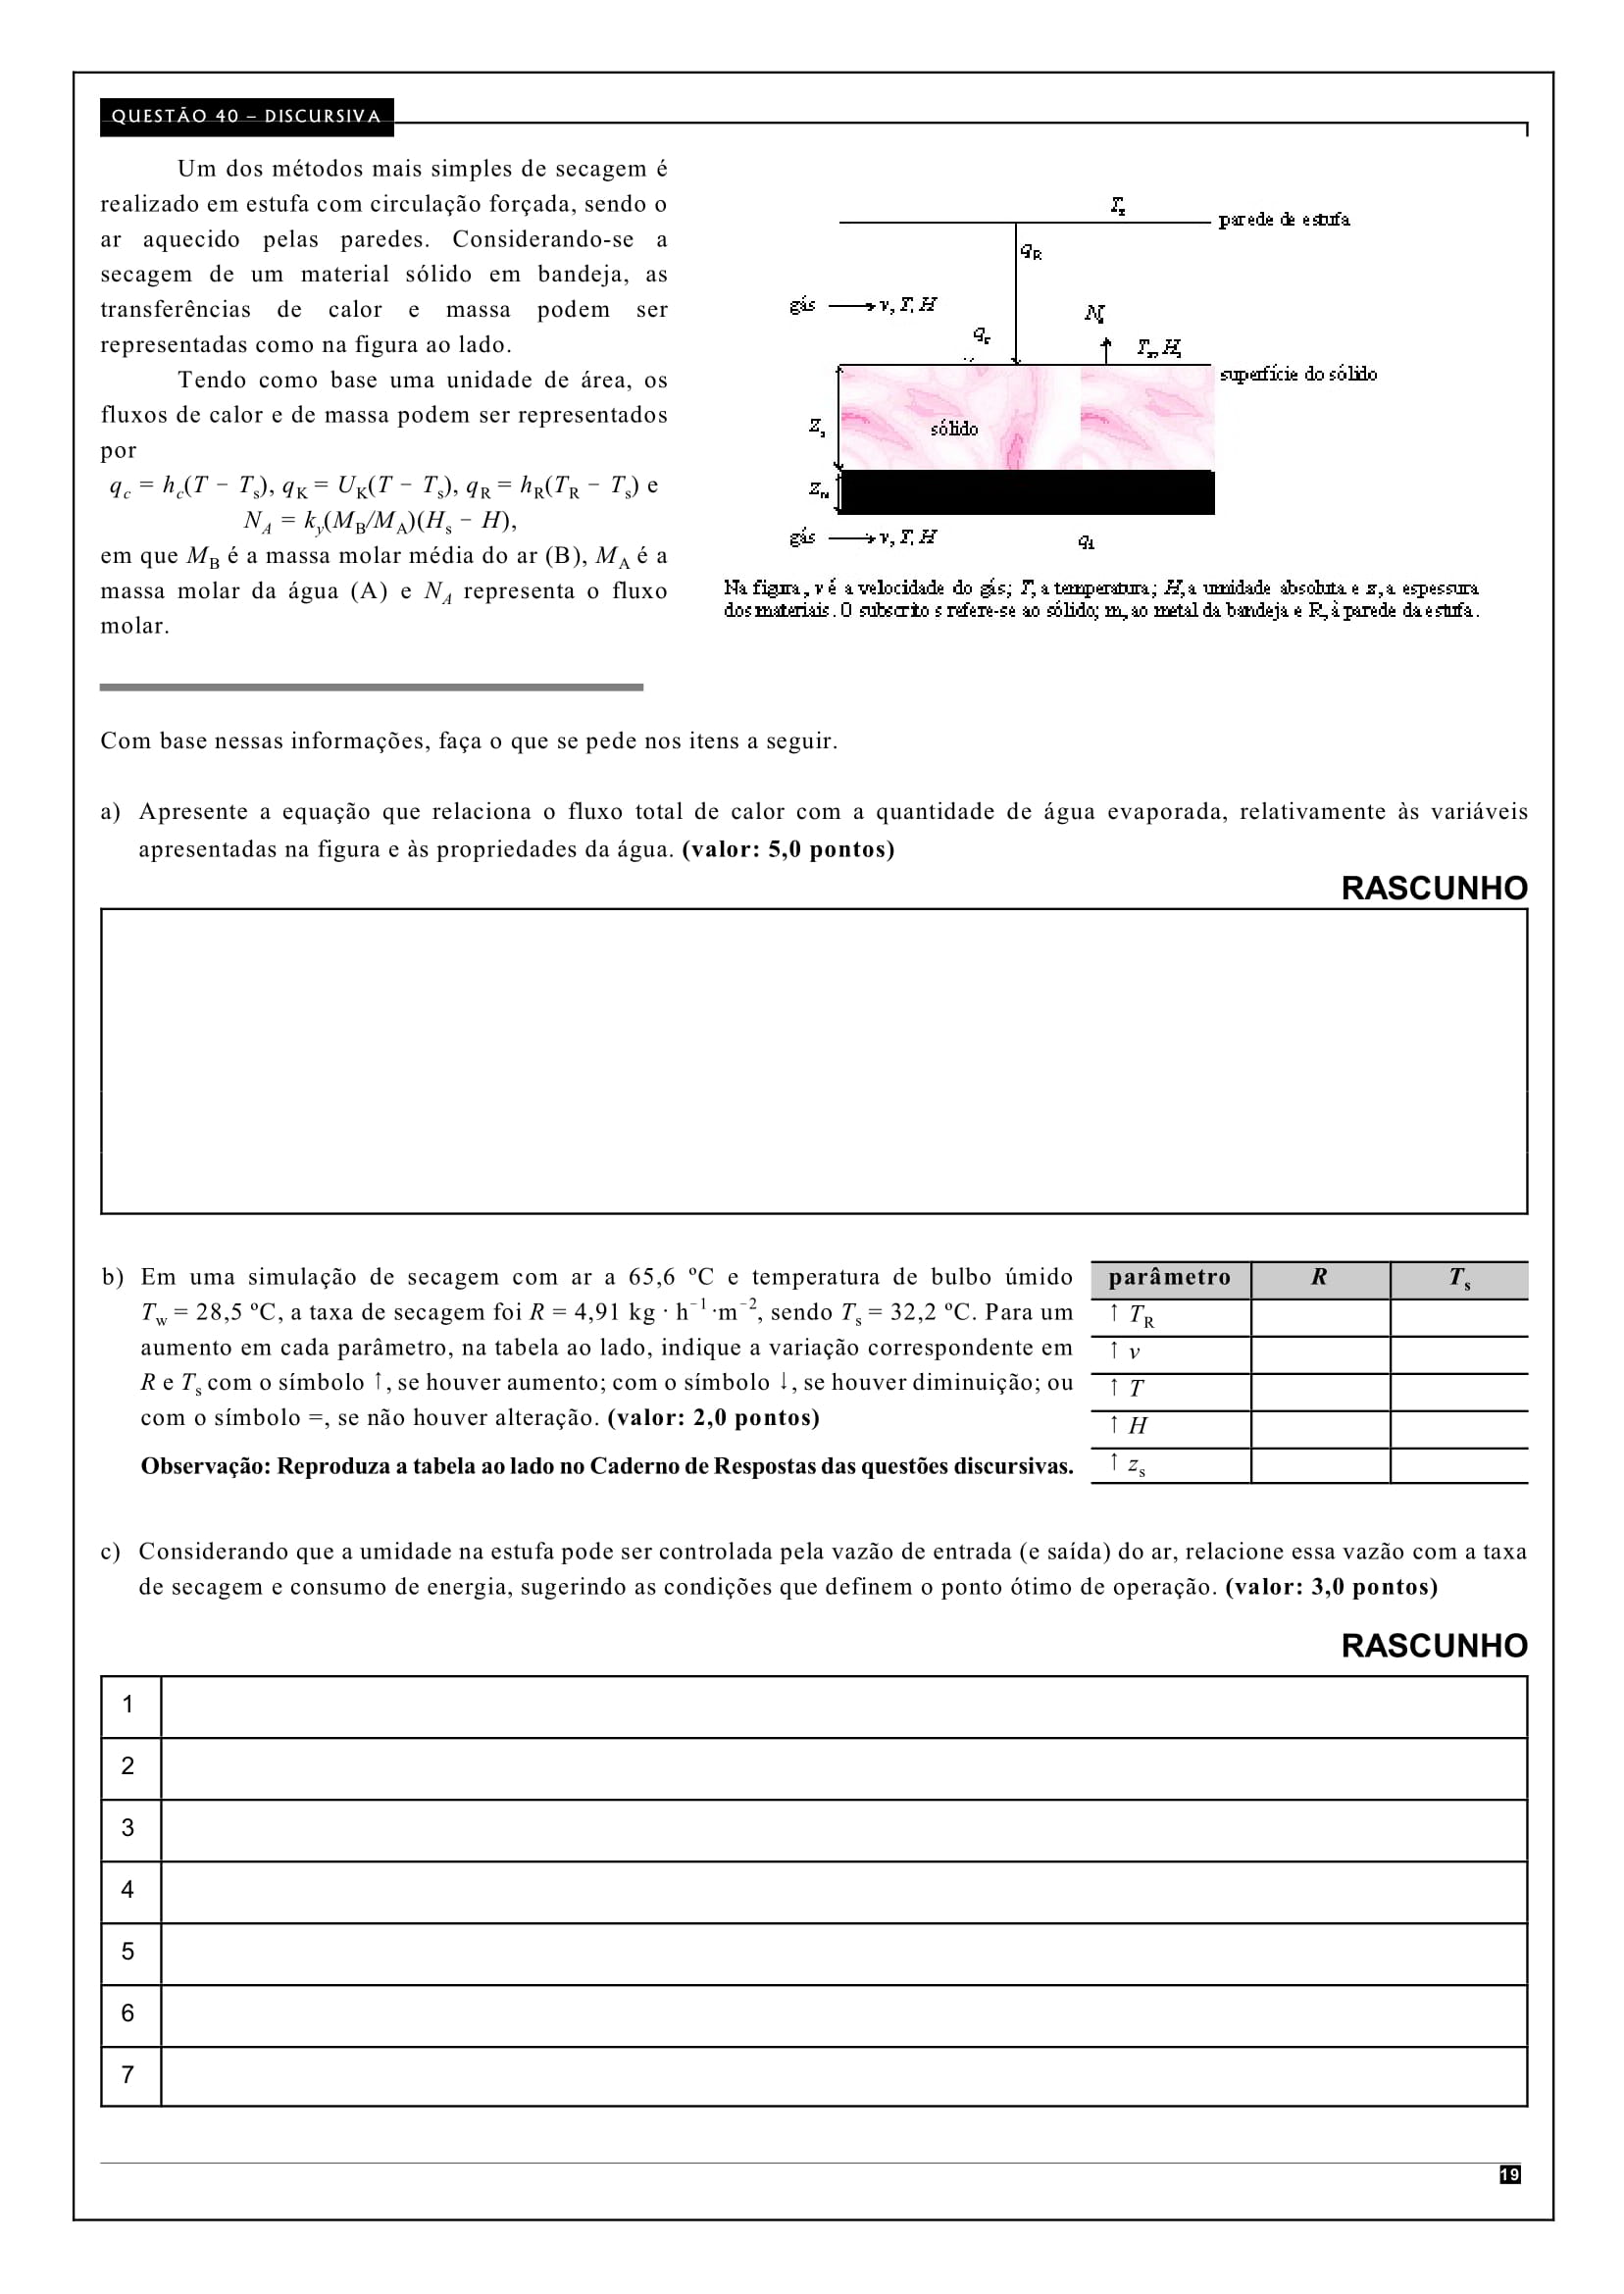 QUESTÃO 40 – DISCURSIVA
Um dos métodos mais simples de secagem é
realizado em estufa com circulação forçada, sendo o
ar aquecido pelas paredes. Considerando-se a
secagem de um material sólido em bandeja, as
transferências de calor e massa podem ser
representadas como na figura ao lado.
Tendo como base uma unidade de área, os
fluxos de calor e de massa podem ser representados
por
q_c = h_c(T − T_s), q_K = U_K(T − T_s), q_R = h_R(T_R − T_s) e
N_A = k_y(M_B/M_A)(H_s − H),
em que M_B é a massa molar média do ar (B), M_A é a
massa molar da água (A) e N_A representa o fluxo
molar.
parede de estufa
q_R
gás v, T, H
superfície do sólido
sólido
gás v, T, H
Na figura, v é a velocidade do gás; T, a temperatura; H, a umidade absoluta e z, a espessura
dos materiais. O subscrito s refere-se ao sólido; m, ao metal da bandeja e R, à parede da estufa.
Com base nessas informações, faça o que se pede nos itens a seguir.
a) Apresente a equação que relaciona o fluxo total de calor com a quantidade de água evaporada, relativamente às variáveis
apresentadas na figura e às propriedades da água. (valor: 5,0 pontos)
RASCUNHO
b) Em uma simulação de secagem com ar a 65,6 ºC e temperatura de bulbo úmido
T_w = 28,5 ºC, a taxa de secagem foi R = 4,91 kg · h⁻¹ ·m⁻², sendo T_s = 32,2 ºC. Para um
aumento em cada parâmetro, na tabela ao lado, indique a variação correspondente em
R e T_s com o símbolo ↑, se houver aumento; com o símbolo ↓, se houver diminuição; ou
com o símbolo =, se não houver alteração. (valor: 2,0 pontos)
Observação: Reproduza a tabela ao lado no Caderno de Respostas das questões discursivas.
parâmetro R T_s
↑ T_R
↑ v
↑ T
↑ H
↑ z_s
c) Considerando que a umidade na estufa pode ser controlada pela vazão de entrada (e saída) do ar, relacione essa vazão com a taxa
de secagem e consumo de energia, sugerindo as condições que definem o ponto ótimo de operação. (valor: 3,0 pontos)
RASCUNHO
1
2
3
4
5
6
7
19